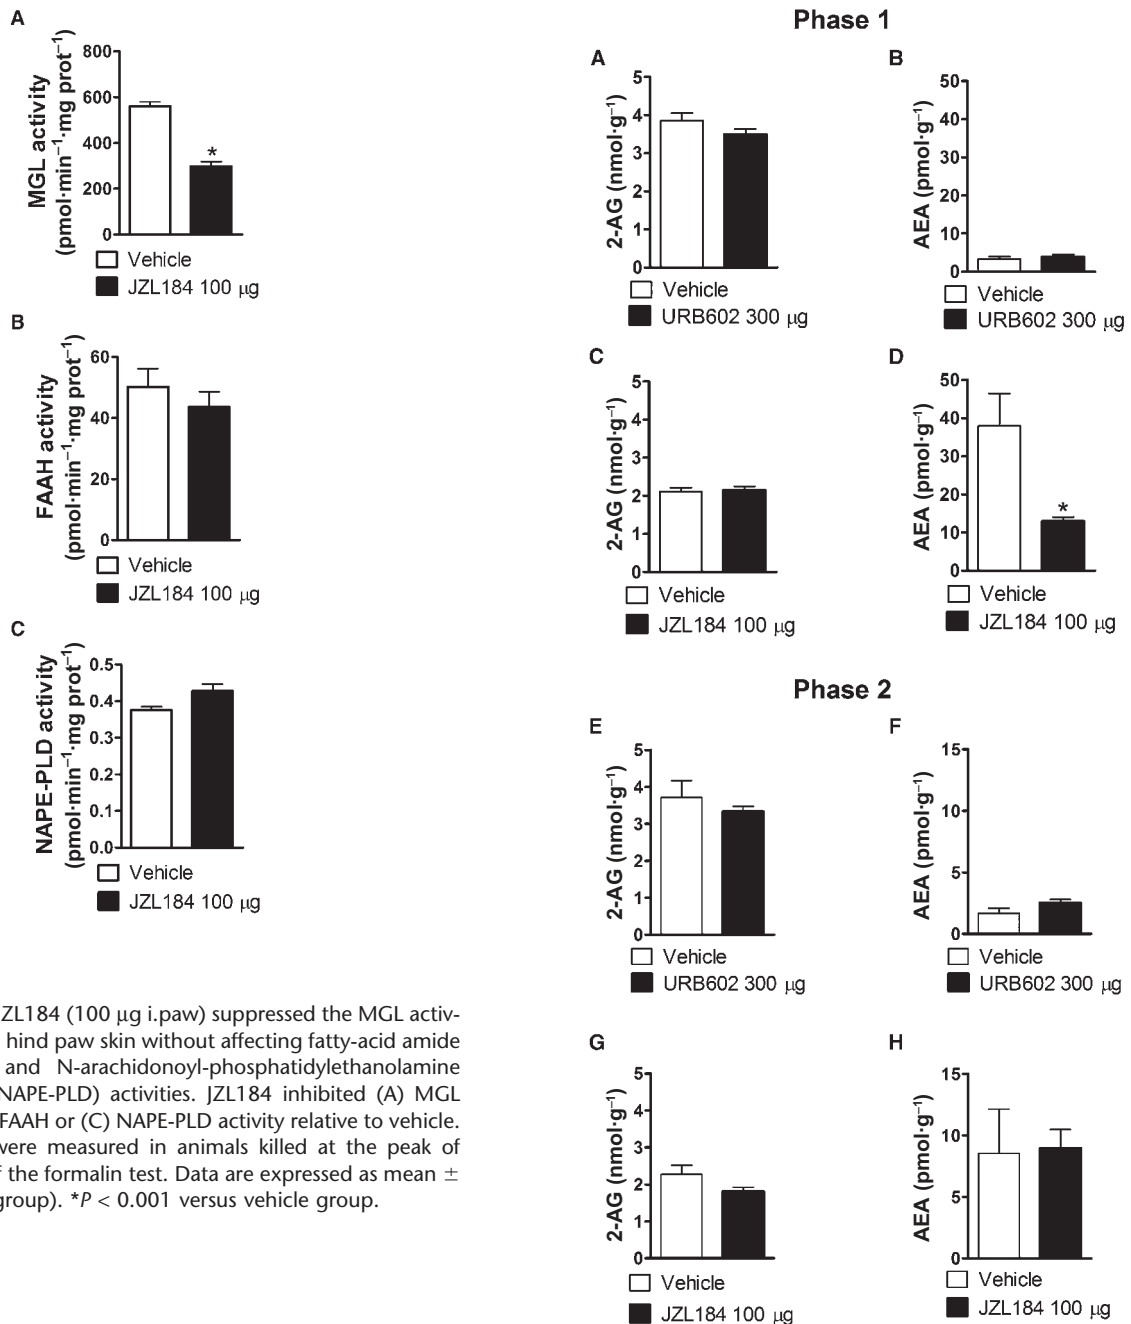 A
MGL activity
(pmol·min⁻¹·mg prot⁻¹)
800
600
400
200
0
*
Vehicle
JZL184 100 µg
B
FAAH activity
(pmol·min⁻¹·mg prot⁻¹)
60
40
20
0
Vehicle
JZL184 100 µg
C
NAPE-PLD activity
(pmol·min⁻¹·mg prot⁻¹)
0.5
0.4
0.3
0.2
0.1
0.0
Vehicle
JZL184 100 µg
ZL184 (100 µg i.paw) suppressed the MGL activ-
hind paw skin without affecting fatty-acid amide
and N-arachidonoyl-phosphatidylethanolamine
NAPE-PLD) activities. JZL184 inhibited (A) MGL
FAAH or (C) NAPE-PLD activity relative to vehicle.
were measured in animals killed at the peak of
f the formalin test. Data are expressed as mean ±
group). *P < 0.001 versus vehicle group.
Phase 1
A
2-AG (nmol·g⁻¹)
5
4
3
2
1
0
Vehicle
URB602 300 µg
B
AEA (pmol·g⁻¹)
50
40
30
20
10
0
Vehicle
URB602 300 µg
C
2-AG (nmol·g⁻¹)
5
4
3
2
1
0
Vehicle
JZL184 100 µg
D
AEA (pmol·g⁻¹)
50
40
30
20
10
0
*
Vehicle
JZL184 100 µg
Phase 2
E
2-AG (nmol·g⁻¹)
5
4
3
2
1
0
Vehicle
URB602 300 µg
F
AEA (pmol·g⁻¹)
15
10
5
0
Vehicle
URB602 300 µg
G
2-AG (nmol·g⁻¹)
5
4
3
2
1
0
Vehicle
JZL184 100 µg
H
AEA (pmol·g⁻¹)
15
10
5
0
Vehicle
JZL184 100 µg